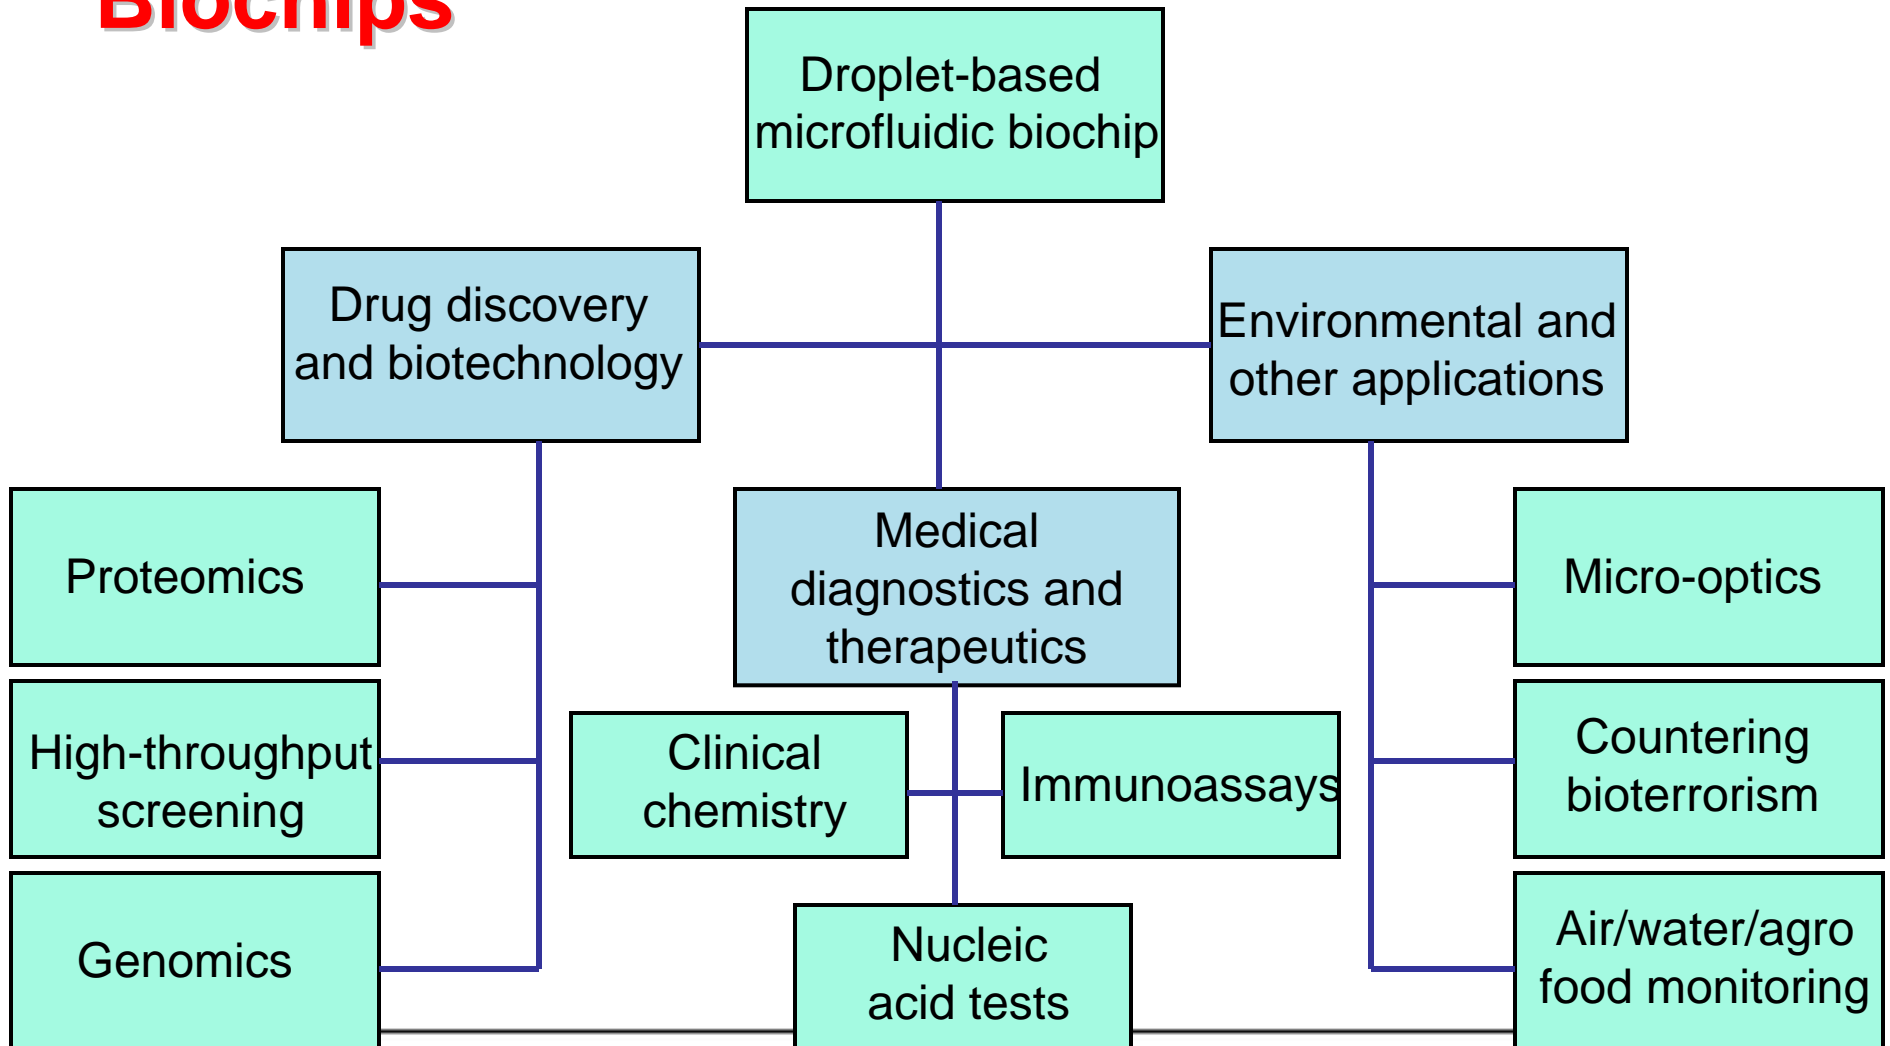 Biochips
Droplet-based
microfluidic biochip
Drug discovery
and biotechnology
Environmental and
other applications
Medical
diagnostics and
therapeutics
Proteomics
High-throughput
screening
Genomics
Clinical
chemistry
Immunoassays
Nucleic
acid tests
Micro-optics
Countering
bioterrorism
Air/water/agro
food monitoring